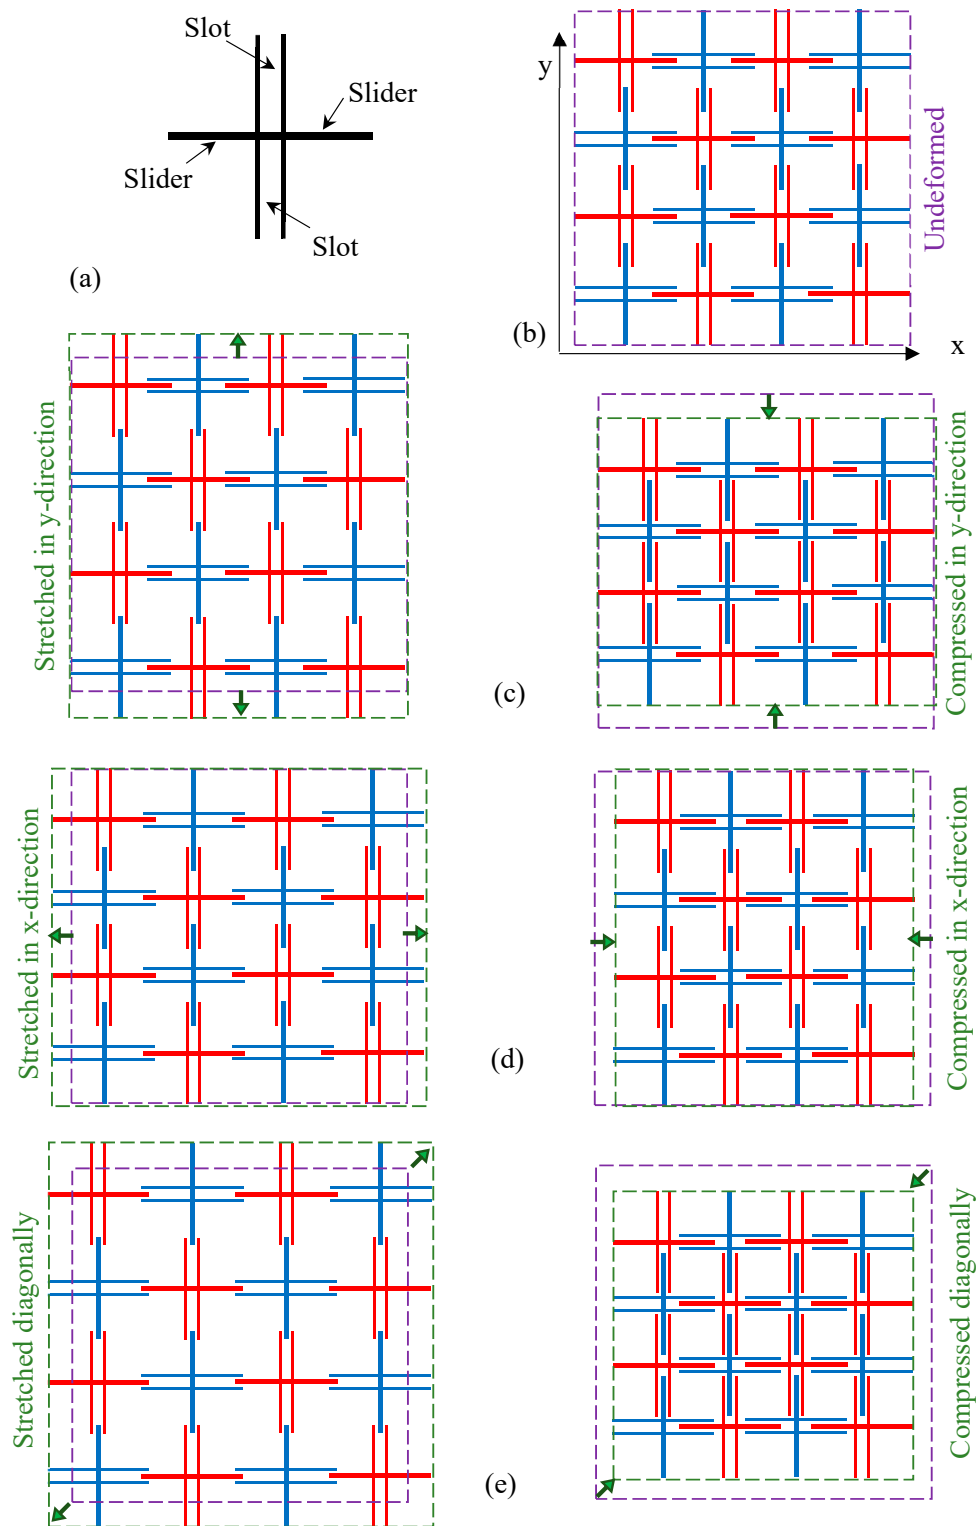 Slot
Slider
Slider
Slot
(a)
y
Undeformed
(b)
x
Stretched in y-direction
(c)
Compressed in y-direction
Stretched in x-direction
(d)
Compressed in x-direction
Stretched diagonally
(e)
Compressed diagonally